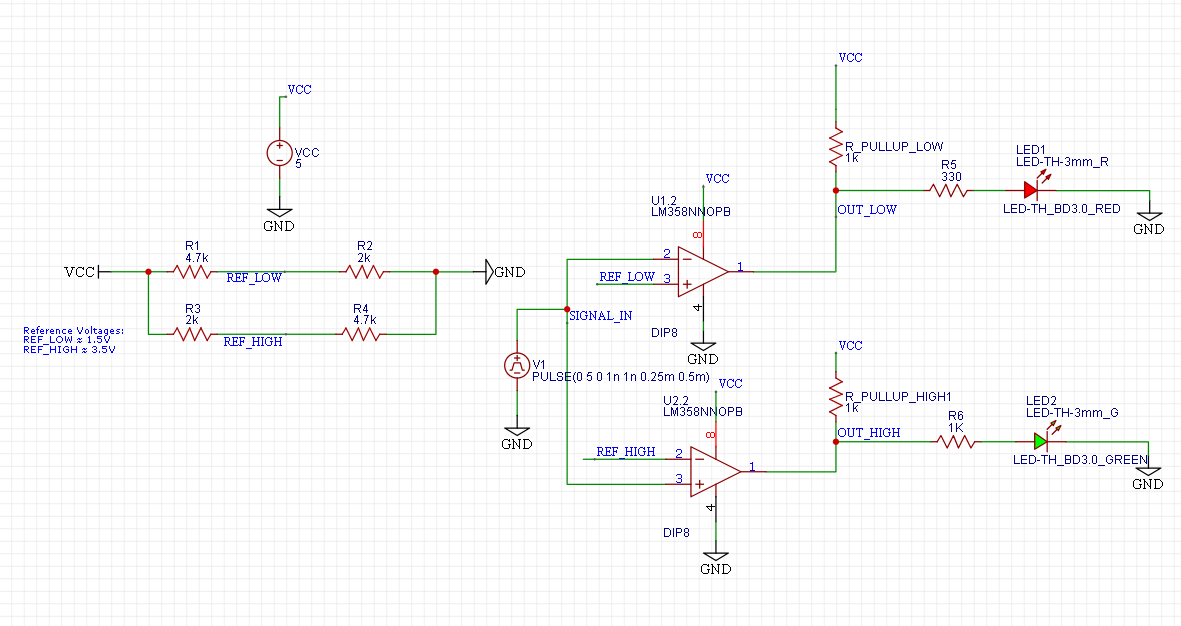 VCC
VCC
5
GND
VCC
R1
4.7k
REF_LOW
R2
2k
GND
R3
2k
REF_HIGH
R4
4.7k
Reference Voltages:
REF_LOW ≈ 1.5V
REF_HIGH ≈ 3.5V
VCC
U1.2
LM358NNOPB
8
2
REF_LOW
3
1
4
DIP8
GND
SIGNAL_IN
V1
PULSE(0 5 0 1n 1n 0.25m 0.5m)
GND
VCC
U2.2
LM358NNOPB
8
REF_HIGH
2
3
1
4
DIP8
GND
VCC
R_PULLUP_LOW
1k
OUT_LOW
R5
330
LED1
LED-TH-3mm_R
LED-TH_BD3.0_RED
GND
VCC
R_PULLUP_HIGH1
1k
OUT_HIGH
R6
1K
LED2
LED-TH-3mm_G
LED-TH_BD3.0_GREEN
GND